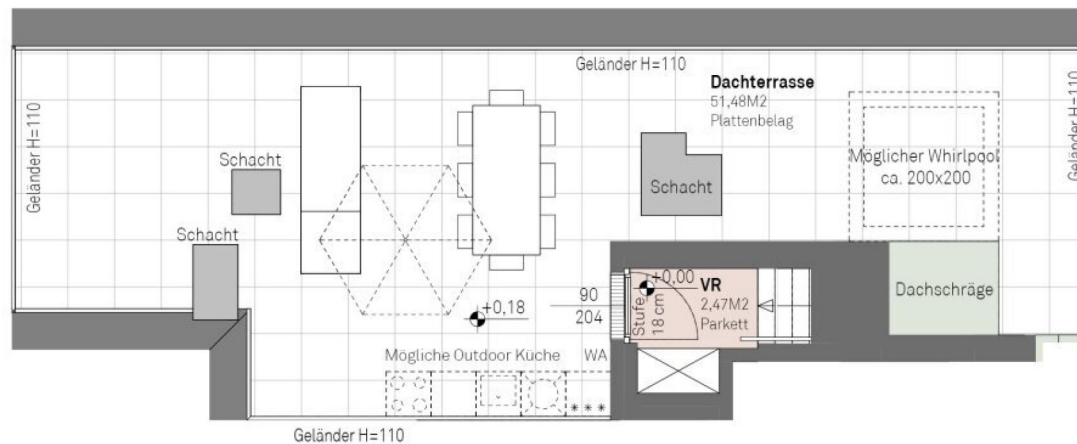 Geländer H=110
Dachterrasse
51,48M2
Plattenbelag
Geländer H=110
Geländer H=110
Schacht
Schacht
Schacht
Möglicher Whirlpool
ca. 200x200
+0,00
VR
2,47M2
Parkett
Stufe
18 cm
90
204
+0,18
Dachschräge
Mögliche Outdoor Küche
WA
***
Geländer H=110